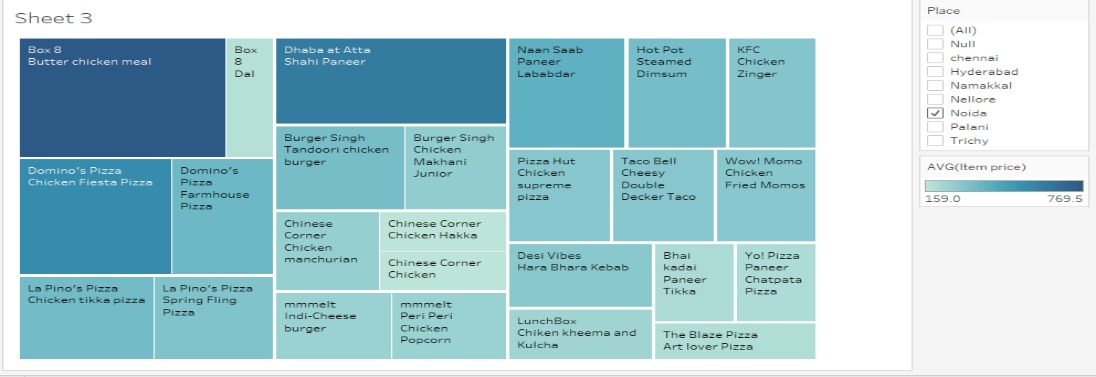 Sheet 3
Box 8
Butter chicken meal
Box
8
Dal
Domino's Pizza
Chicken Fiesta Pizza
Domino's
Pizza
Farmhouse
Pizza
La Pino's Pizza
Chicken tikka pizza
La Pino's Pizza
Spring Fling
Pizza
Dhaba at Atta
Shahi Paneer
Burger Singh
Tandoori chicken
burger
Burger Singh
Chicken
Makhani
Junior
Chinese
Corner
Chicken
manchurian
Chinese Corner
Chicken Hakka
Chinese Corner
Chicken
mmmelt
Indi-Cheese
burger
mmmelt
Peri Peri
Chicken
Popcorn
Naan Saab
Paneer
Lababdar
Hot Pot
Steamed
Dimsum
KFC
Chicken
Zinger
Pizza Hut
Chicken
supreme
pizza
Taco Bell
Cheesy
Double
Decker Taco
Wow! Momo
Chicken
Fried Momos
Desi Vibes
Hara Bhara Kebab
LunchBox
Chiken kheema and
Kulcha
Bhai
kadai
Paneer
Tikka
Yo! Pizza
Paneer
Chatpata
Pizza
The Blaze Pizza
Art lover Pizza
Place
(All)
Null
chennai
Hyderabad
Namakkal
Nellore
Noida
Palani
Trichy
AVG(Item price)
159.0 769.5